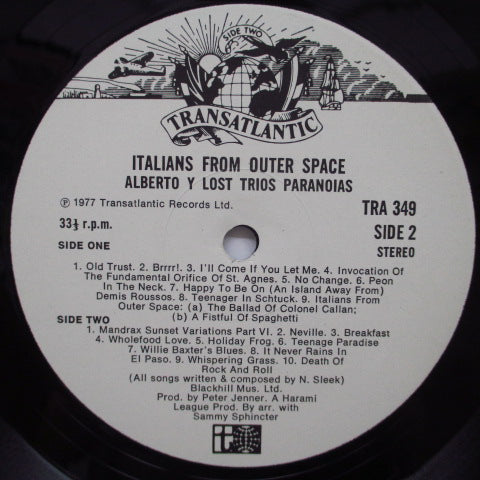 SIDE TWO
TRANSATLANTIC
ITALIANS FROM OUTER SPACE
ALBERTO Y LOST TRIOS PARANOIAS
℗ 1977 Transatlantic Records Ltd.
TRA 349
33⅓ r.p.m.
SIDE 2
SIDE ONE
STEREO
1. Old Trust. 2. Brrrr!. 3. I'll Come If You Let Me. 4. Invocation Of
The Fundamental Orifice Of St. Agnes. 5. No Change. 6. Peon
In The Neck. 7. Happy To Be On (An Island Away From)
Demis Roussos. 8. Teenager In Schtuck. 9. Italians From
Outer Space: (a) The Ballad Of Colonel Callan;
(b) A Fistful Of Spaghetti
SIDE TWO
1. Mandrax Sunset Variations Part VI. 2. Neville. 3. Breakfast
4. Wholefood Love. 5. Holiday Frog. 6. Teenage Paradise
7. Willie Baxter's Blues. 8. It Never Rains In
El Paso. 9. Whispering Grass. 10. Death Of
Rock And Roll
(All songs written & composed by N. Sleek)
Blackhill Mus. Ltd.
Prod. by Peter Jenner. A Harami
League Prod. By arr. with
Sammy Sphincter
it